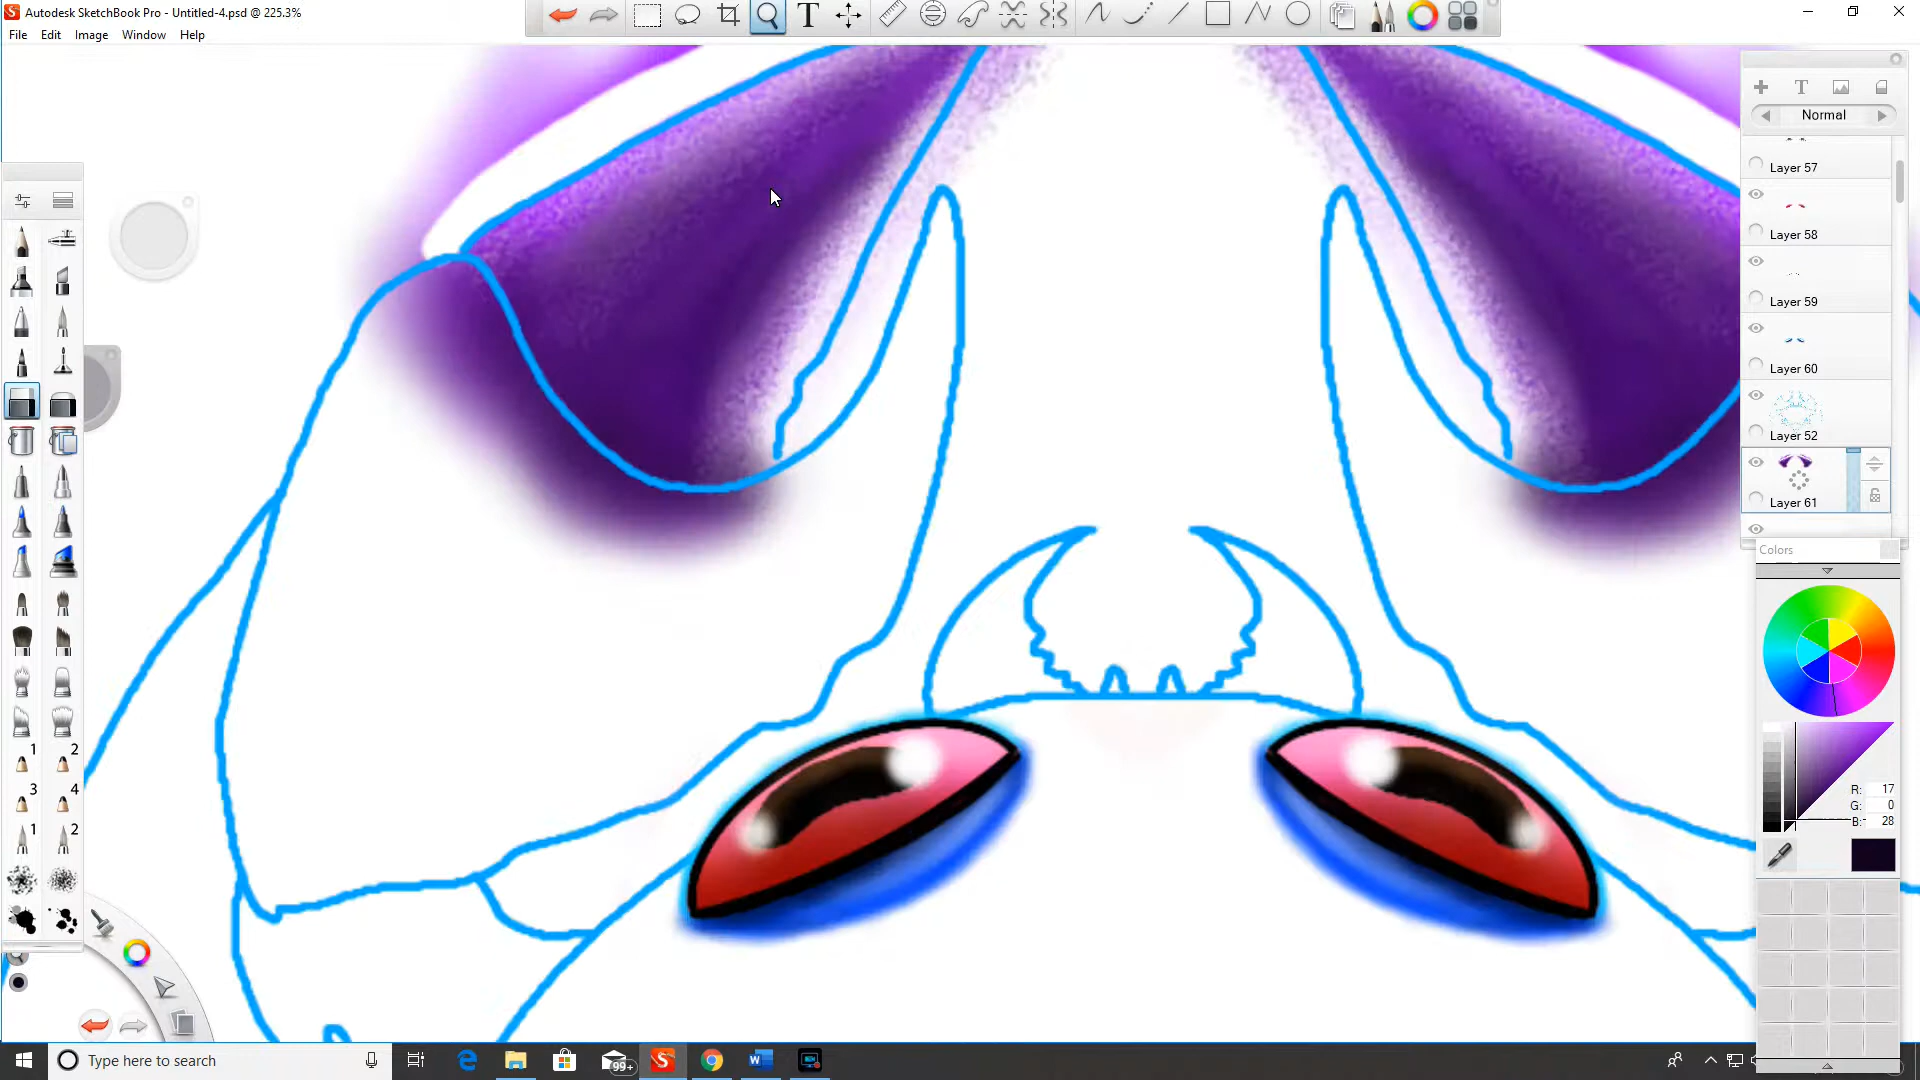 Autodesk SketchBook Pro - Untitled-4.psd @ 225.3%
File Edit Image Window Help
Normal
Layer 57
Layer 58
Layer 59
Layer 60
Layer 52
Layer 61
Colors
R: 17
G: 0
B: 28
1 2
3 4
1 2
Type here to search
99+